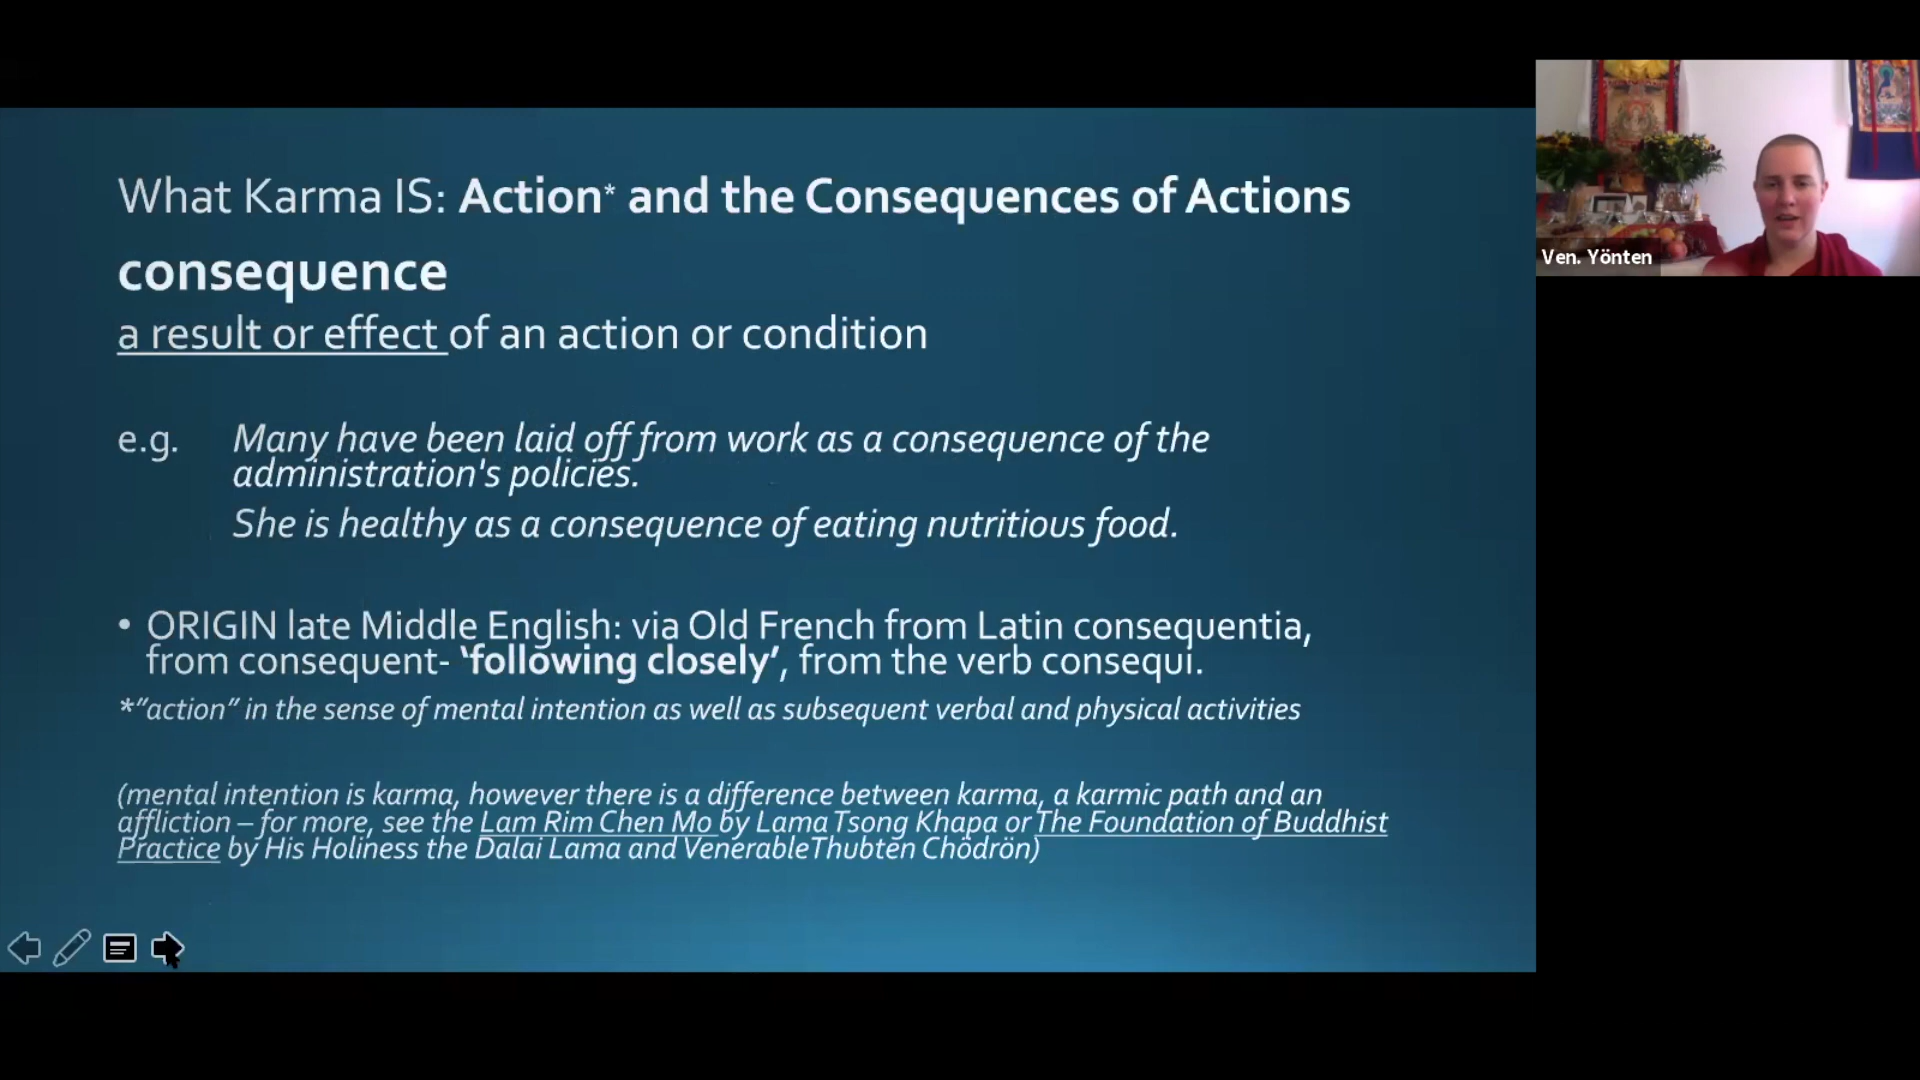 What Karma IS: Action* and the Consequences of Actions
consequence
a result or effect of an action or condition
e.g. Many have been laid off from work as a consequence of the
administration's policies.
She is healthy as a consequence of eating nutritious food.
• ORIGIN late Middle English: via Old French from Latin consequentia,
from consequent- ‘following closely’, from the verb consequi.
*”action” in the sense of mental intention as well as subsequent verbal and physical activities
(mental intention is karma, however there is a difference between karma, a karmic path and an
affliction – for more, see the Lam Rim Chen Mo by Lama Tsong Khapa or The Foundation of Buddhist
Practice by His Holiness the Dalai Lama and Venerable Thubten Chödrön)
Ven. Yönten